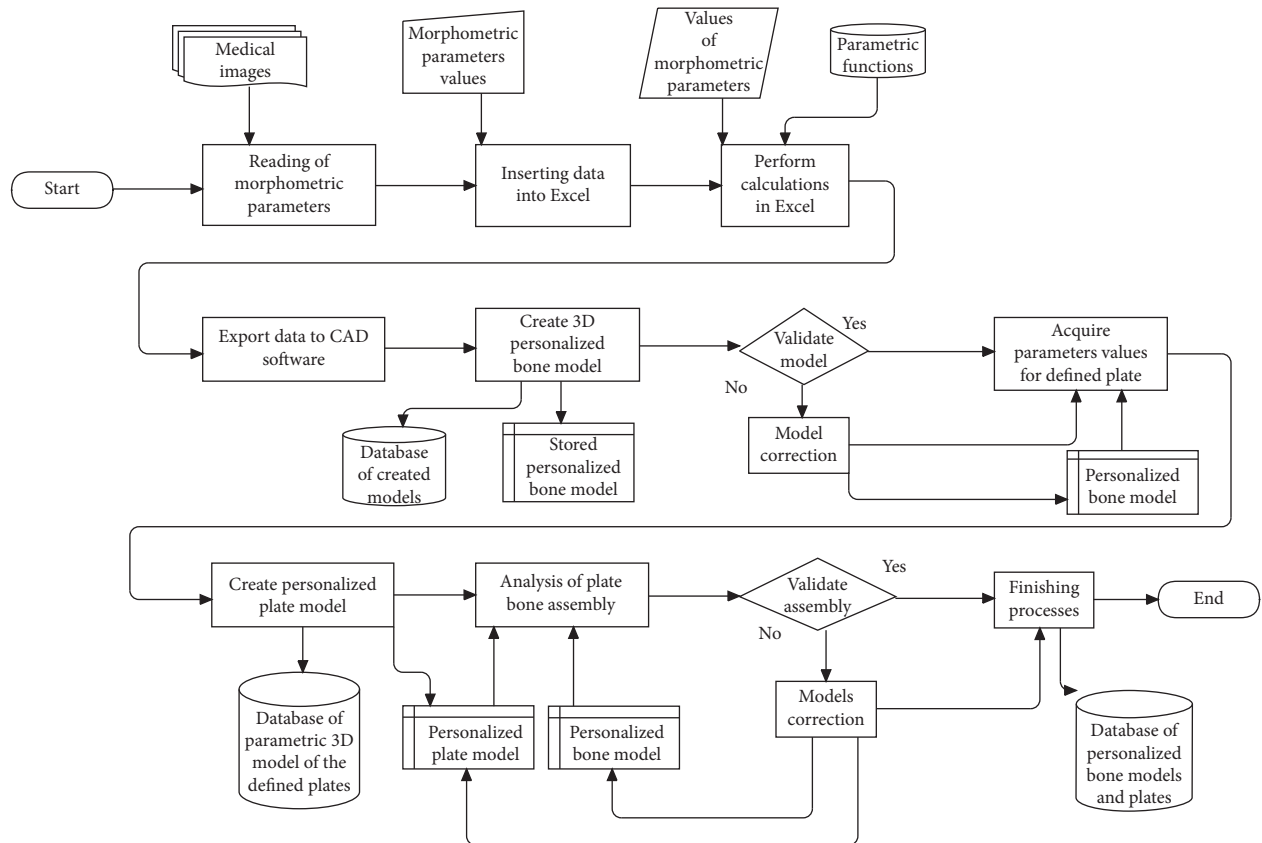 Medical
images
Morphometric
parameters
values
Values
of
morphometric
parameters
Parametric
functions
Start
Reading of
morphometric
parameters
Inserting data
into Excel
Perform
calculations
in Excel
Export data to CAD
software
Create 3D
personalized
bone model
Validate
model
Yes
No
Acquire
parameters values
for defined plate
Database
of created
models
Stored
personalized
bone model
Model
correction
Personalized
bone model
Create personalized
plate model
Analysis of plate
bone assembly
Validate
assembly
Yes
No
Finishing
processes
End
Database of
parametric 3D
model of the
defined plates
Personalized
plate model
Personalized
bone model
Models
correction
Database of
personalized
bone models
and plates